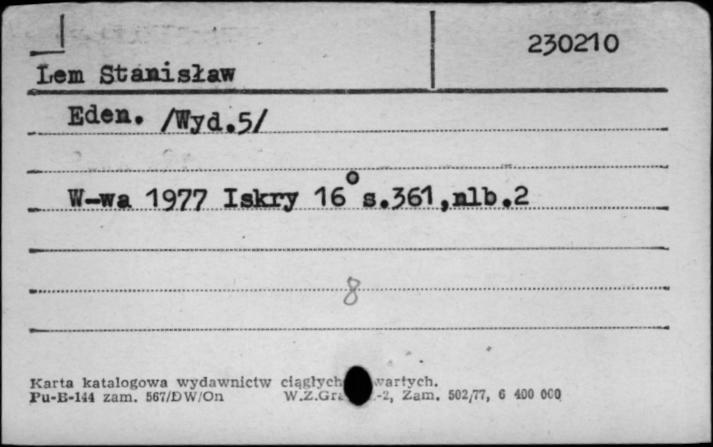 230210
Lem Stanisław
Eden. /Wyd.5/
W-wa 1977 Iskry 16° s.361,nlb.2
8
Karta katalogowa wydawnictw ciągłych wartych.
Pu-B-144 zam. 567/DW/On W.Z.Gra -2, Zam. 502/77, 6 400 000